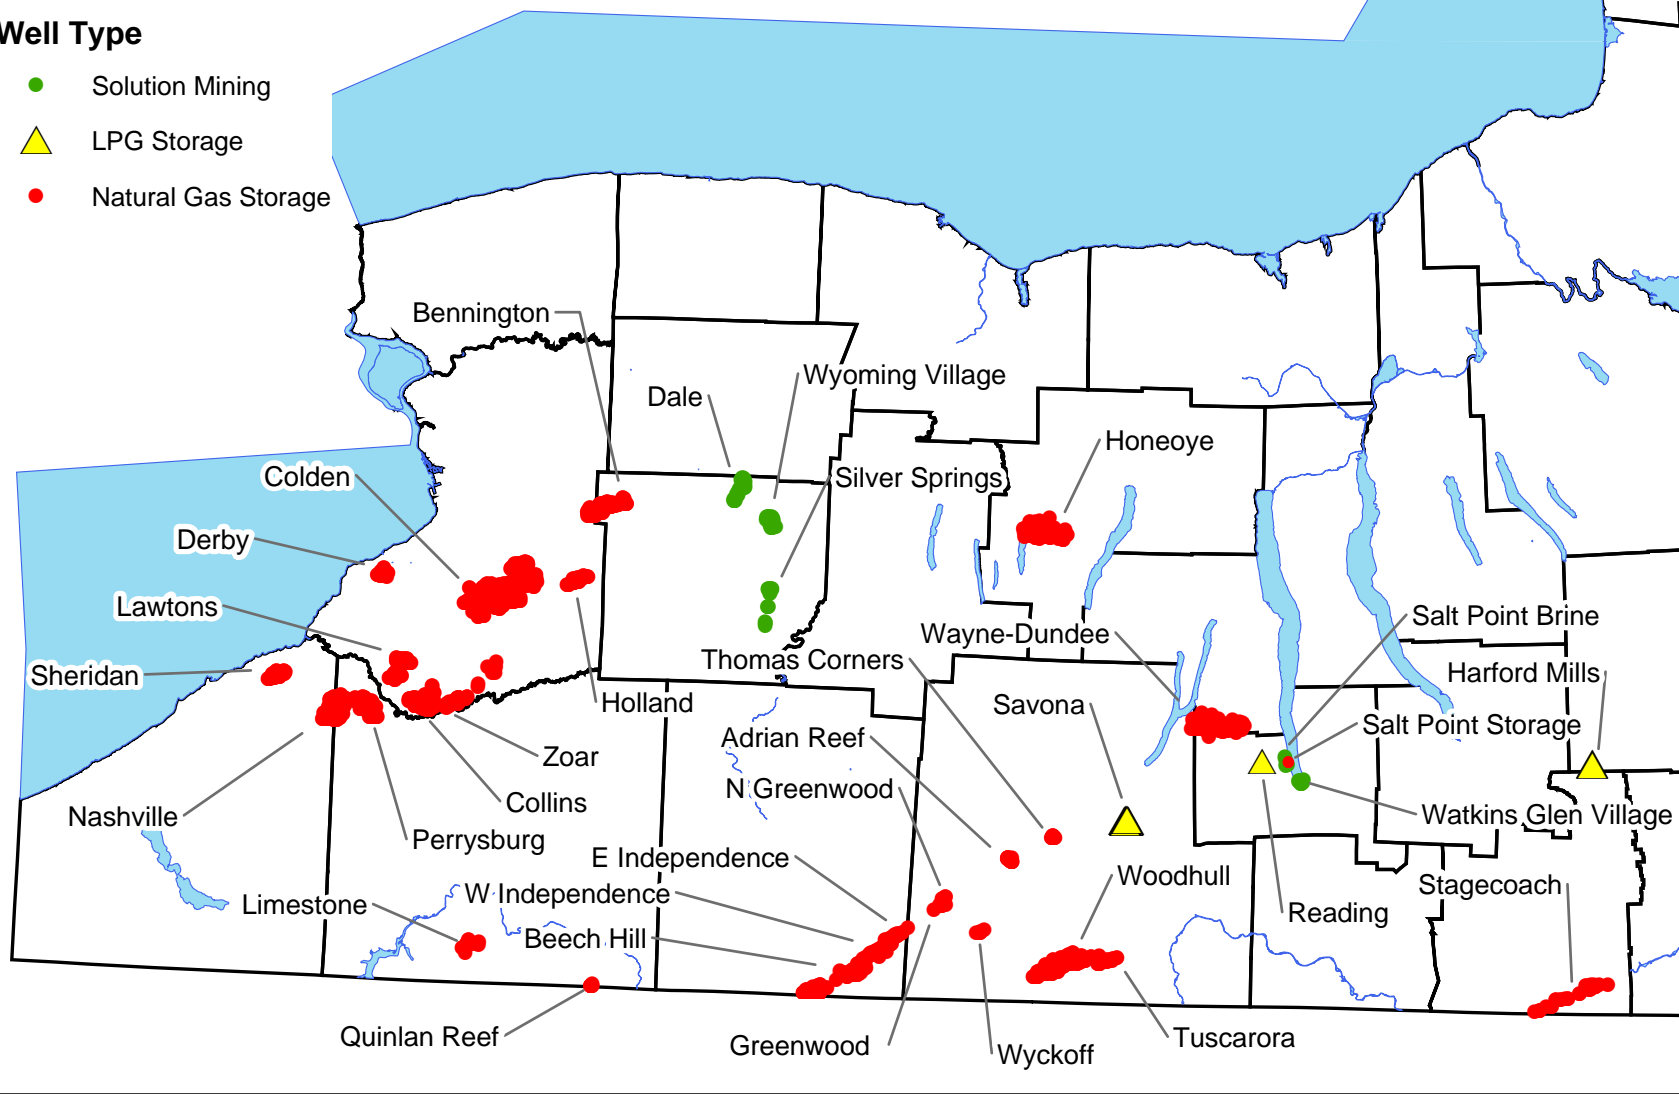 Well Type
Solution Mining
LPG Storage
Natural Gas Storage
Bennington
Wyoming Village
Dale
Honeoye
Colden
Silver Springs
Derby
Lawtons
Salt Point Brine
Wayne-Dundee
Thomas Corners
Sheridan
Harford Mills
Holland
Savona
Salt Point Storage
Adrian Reef
Zoar
N Greenwood
Collins
Nashville
Watkins Glen Village
Perrysburg
E Independence
Woodhull
Stagecoach
W Independence
Limestone
Reading
Beech Hill
Quinlan Reef
Greenwood
Tuscarora
Wyckoff